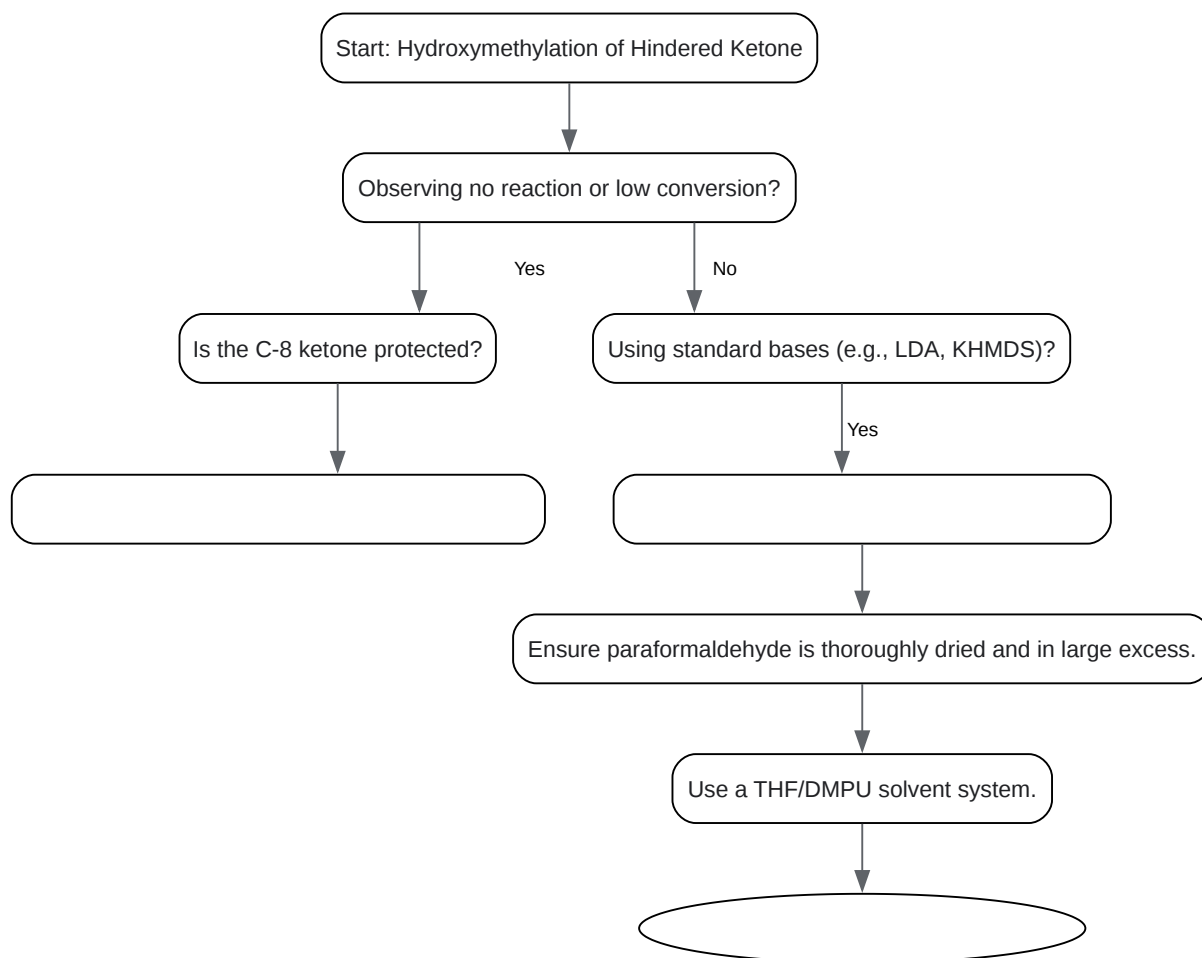 Start: Hydroxymethylation of Hindered Ketone
Observing no reaction or low conversion?
Yes
No
Is the C-8 ketone protected?
Using standard bases (e.g., LDA, KHMDS)?
Yes
Ensure paraformaldehyde is thoroughly dried and in large excess.
Use a THF/DMPU solvent system.